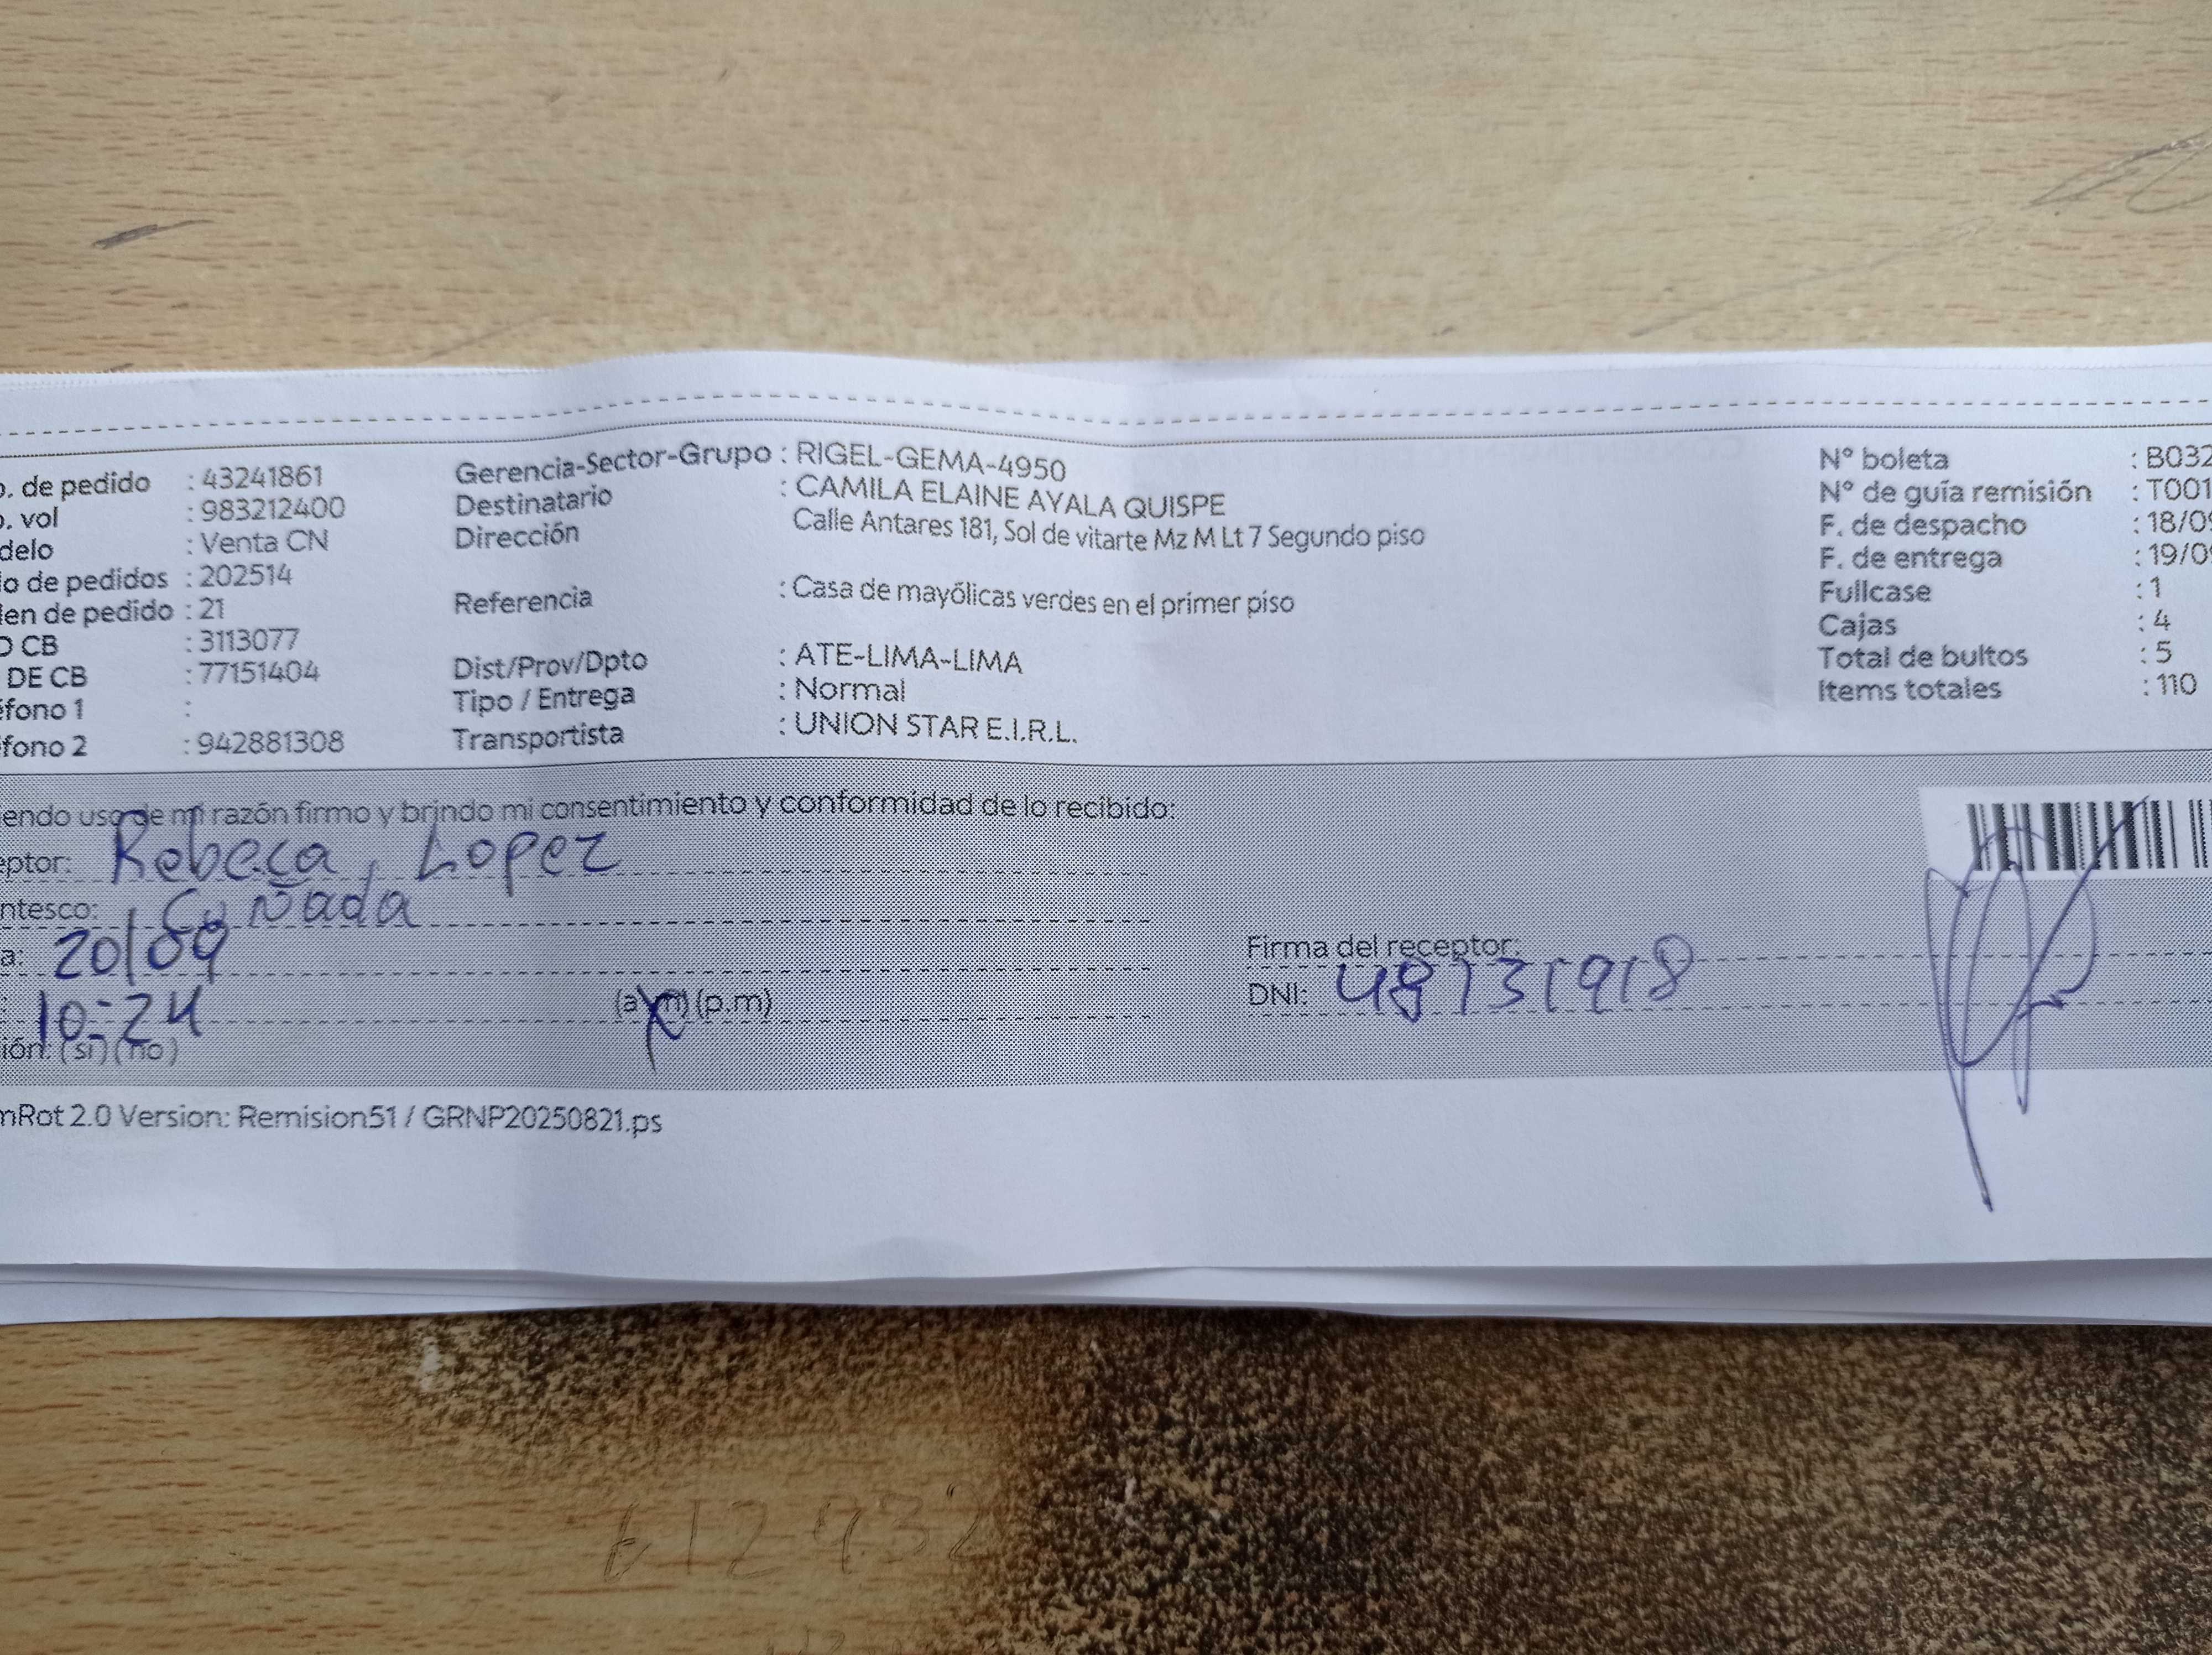 o. de pedido : 43241861 Gerencia-Sector-Grupo : RIGEL-GEMA-4950 N° boleta : B032
o. vol : 983212400 Destinatario : CAMILA ELAINE AYALA QUISPE N° de guía remisión : T001
delo : Venta CN Dirección Calle Antares 181, Sol de vitarte Mz M Lt 7 Segundo piso F. de despacho : 18/09
o de pedidos : 202514 F. de entrega : 19/09
en de pedido : 21 Referencia : Casa de mayólicas verdes en el primer piso Fullcase : 1
O CB : 3113077 Cajas : 4
DE CB : 77151404 Dist/Prov/Dpto : ATE-LIMA-LIMA Total de bultos : 5
éfono 1 : Tipo / Entrega : Normal Items totales : 110
fono 2 : 942881308 Transportista : UNION STAR E.I.R.L.
endo uso de mi razón firmo y brindo mi consentimiento y conformidad de lo recibido:
eptor: Rebeca, Lopez
ntesco: Cuñada
a: 20/09 Firma del receptor:
: 10:24 (a.m) (p.m) DNI: 48131918
ión: (si) (no)
mRot 2.0 Version: Remision51 / GRNP20250821.ps